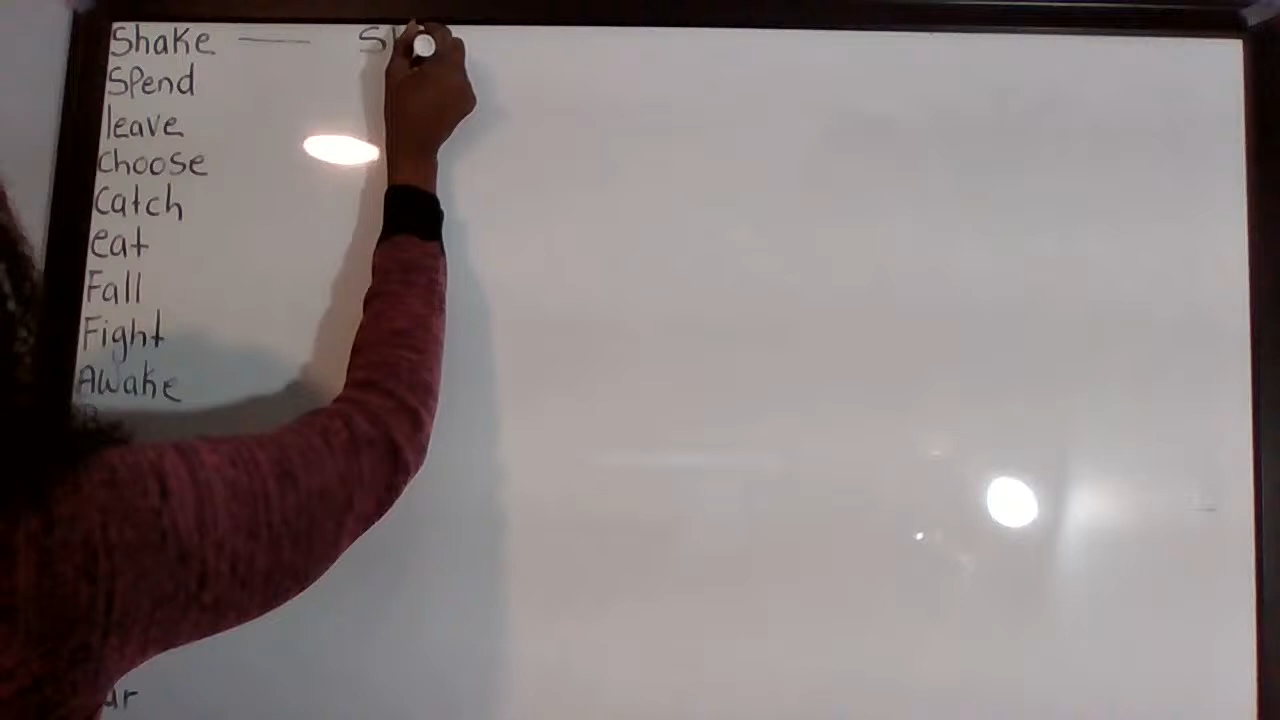 Shake —— S
Spend
leave
choose
Catch
eat
Fall
Fight
Awake